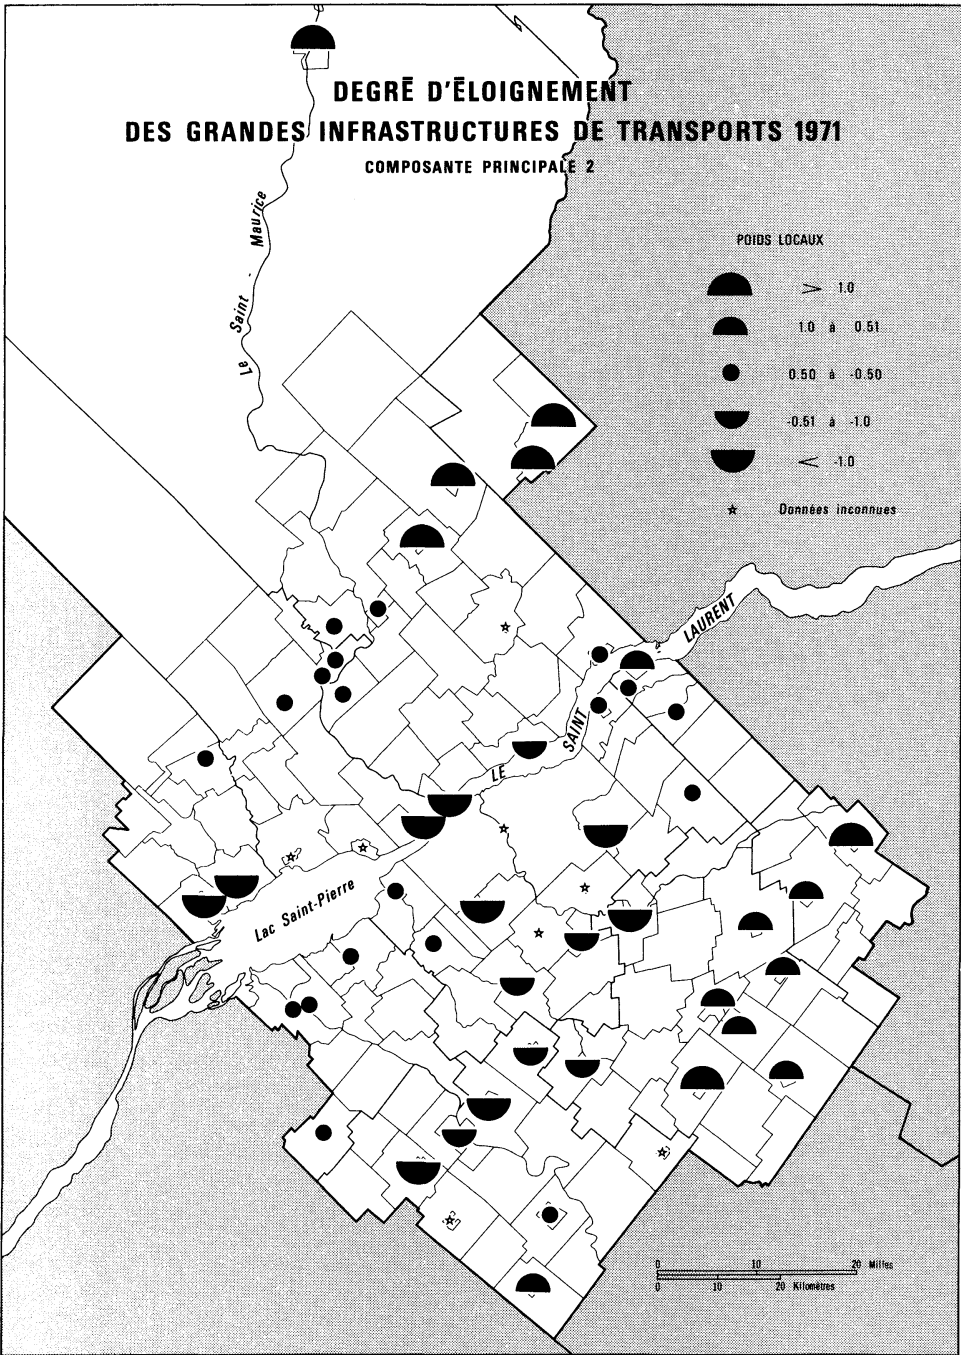 DEGRĒ D'ĒLOIGNEMENT
DES GRANDES INFRASTRUCTURES DE TRANSPORTS 1971
COMPOSANTE PRINCIPALE 2
POIDS LOCAUX
> 1.0
1.0 à 0.51
0.50 à -0.50
-0.51 à -1.0
< -1.0
Données inconnues
Le Saint - Maurice
LE SAINT LAURENT
Lac Saint-Pierre
0 10 20 Milles
0 10 20 Kilomètres